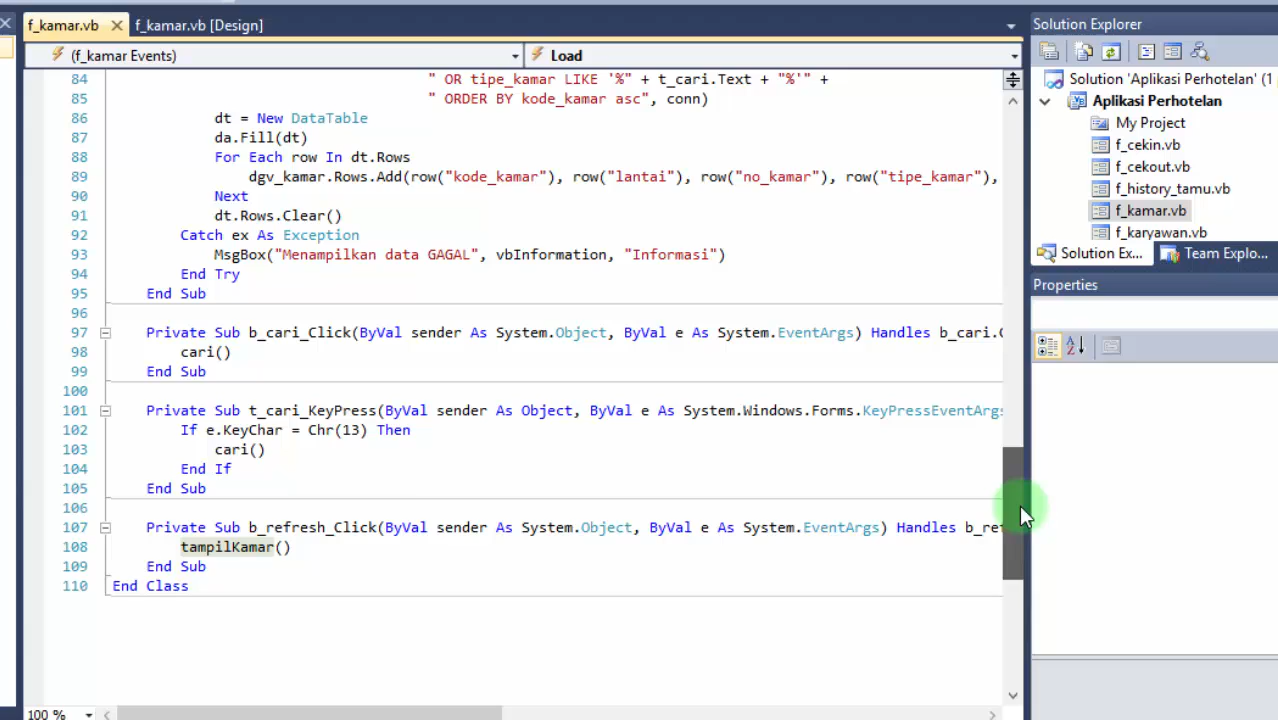 f_kamar.vb
f_kamar.vb [Design]
(f_kamar Events)
Load
84 " OR tipe_kamar LIKE '%" + t_cari.Text + "%'" +
85 " ORDER BY kode_kamar asc", conn)
86 dt = New DataTable
87 da.Fill(dt)
88 For Each row In dt.Rows
89 dgv_kamar.Rows.Add(row("kode_kamar"), row("lantai"), row("no_kamar"), row("tipe_kamar"),
90 Next
91 dt.Rows.Clear()
92 Catch ex As Exception
93 MsgBox("Menampilkan data GAGAL", vbInformation, "Informasi")
94 End Try
95 End Sub
96
97 Private Sub b_cari_Click(ByVal sender As System.Object, ByVal e As System.EventArgs) Handles b_cari.
98 cari()
99 End Sub
100
101 Private Sub t_cari_KeyPress(ByVal sender As Object, ByVal e As System.Windows.Forms.KeyPressEventArgs
102 If e.KeyChar = Chr(13) Then
103 cari()
104 End If
105 End Sub
106
107 Private Sub b_refresh_Click(ByVal sender As System.Object, ByVal e As System.EventArgs) Handles
108 tampilKamar()
109 End Sub
110 End Class
100 %
Solution Explorer
Solution 'Aplikasi Perhotelan' (1
Aplikasi Perhotelan
My Project
f_cekin.vb
f_cekout.vb
f_history_tamu.vb
f_kamar.vb
f_karyawan.vb
Solution Ex...
Team Explo...
Properties